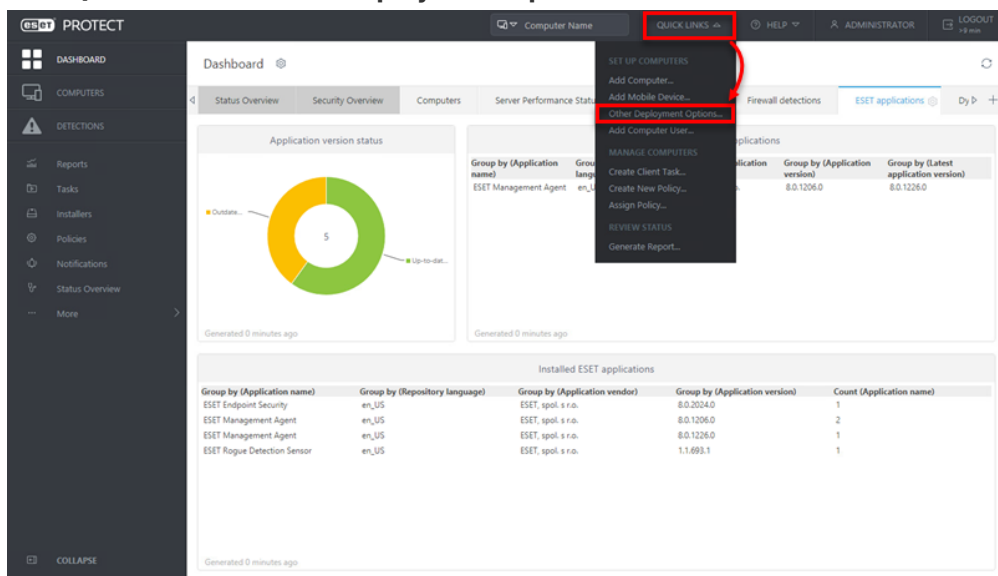 eset PROTECT
Computer Name
QUICK LINKS
HELP
ADMINISTRATOR
LOGOUT
>9 min
DASHBOARD
COMPUTERS
DETECTIONS
Reports
Tasks
Installers
Policies
Notifications
Status Overview
More
COLLAPSE
Dashboard
Status Overview
Security Overview
Computers
Server Performance Statu
Firewall detections
ESET applications
Dy
SET UP COMPUTERS
Add Computer...
Add Mobile Device...
Other Deployment Options...
Add Computer User...
MANAGE COMPUTERS
Create Client Task...
Create New Policy...
Assign Policy...
REVIEW STATUS
Generate Report...
Application version status
Outdate...
5
Up-to-dat...
Generated 0 minutes ago
plications
Group by (Application name) Grou langu lication Group by (Application version) Group by (Latest application version)
ESET Management Agent en_U 8.0.1206.0 8.0.1226.0
Generated 0 minutes ago
Installed ESET applications
Group by (Application name) Group by (Repository language) Group by (Application vendor) Group by (Application version) Count (Application name)
ESET Endpoint Security en_US ESET, spol. s r.o. 8.0.2024.0 1
ESET Management Agent en_US ESET, spol. s r.o. 8.0.1206.0 2
ESET Management Agent en_US ESET, spol. s r.o. 8.0.1226.0 1
ESET Rogue Detection Sensor en_US ESET, spol. s r.o. 1.1.693.1 1
Generated 0 minutes ago